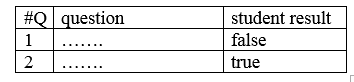 #Q question student result
1 ……. false
2 ……. true